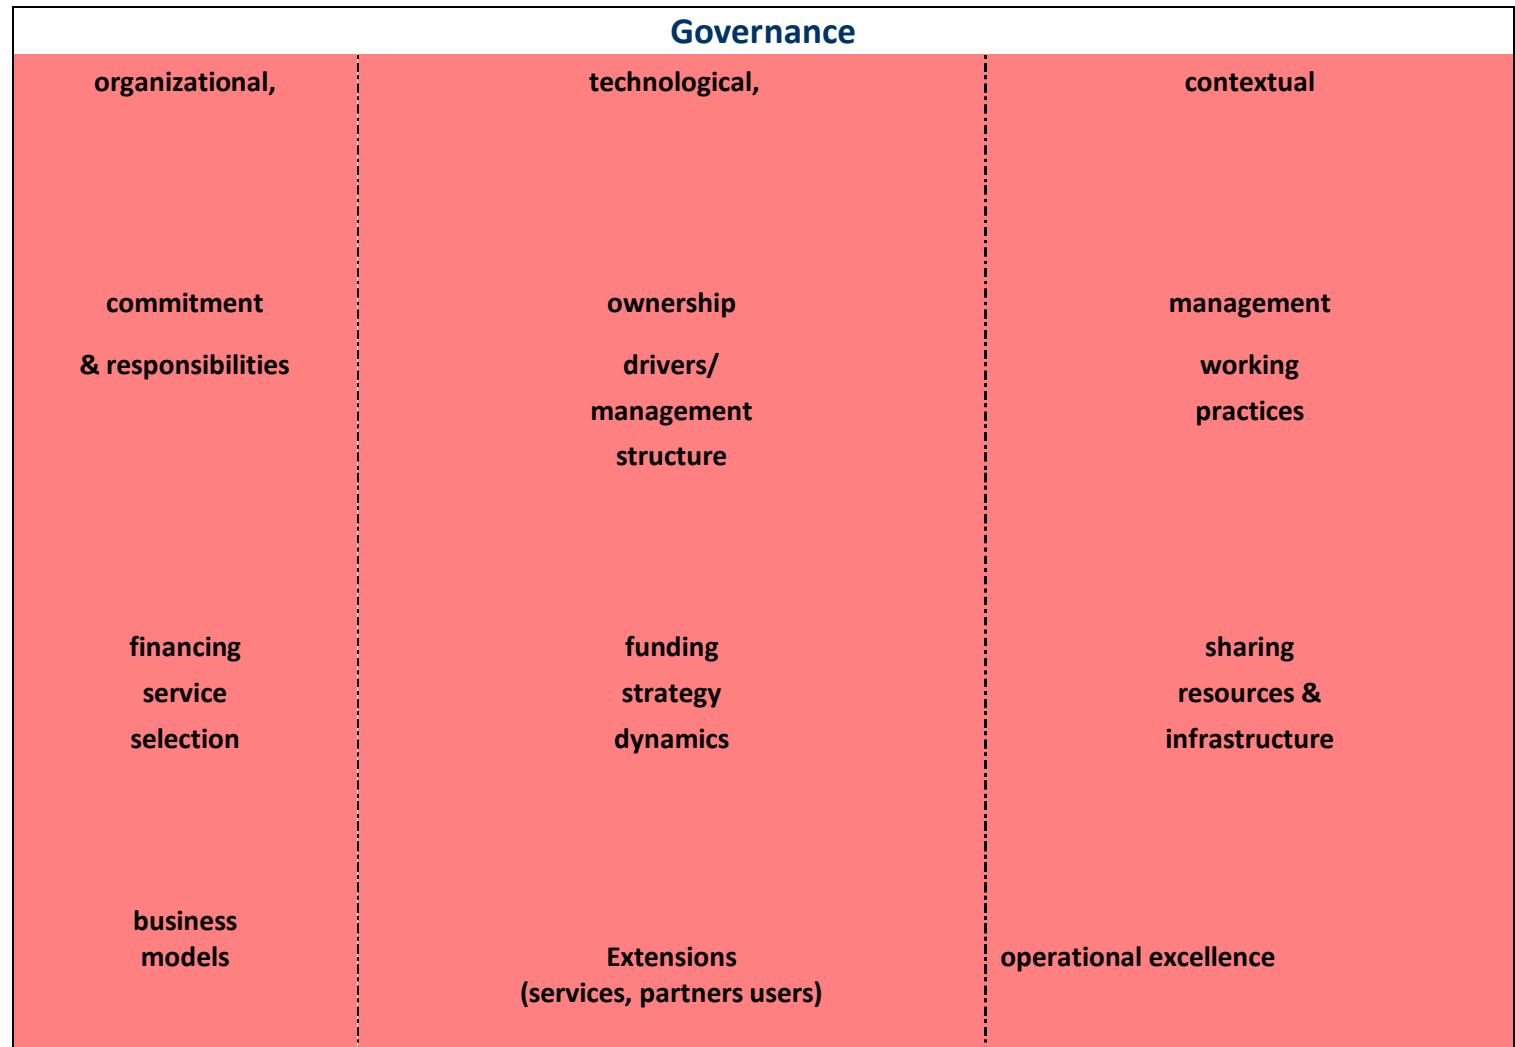 Governance
organizational,
technological,
contextual
commitment
& responsibilities
ownership
drivers/
management
structure
management
working
practices
financing
service
selection
funding
strategy
dynamics
sharing
resources &
infrastructure
business
models
Extensions
(services, partners users)
operational excellence